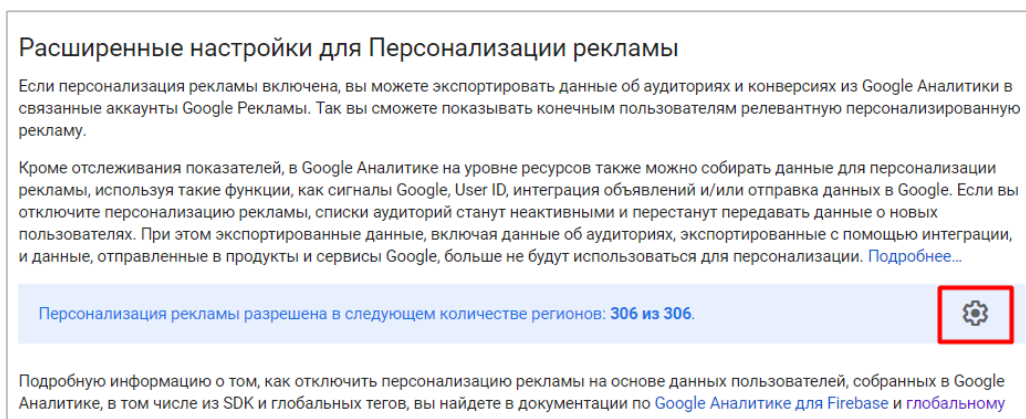 Расширенные настройки для Персонализации рекламы
Если персонализация рекламы включена, вы можете экспортировать данные об аудиториях и конверсиях из Google Аналитики в
связанные аккаунты Google Рекламы. Так вы сможете показывать конечным пользователям релевантную персонализированную
рекламу.
Кроме отслеживания показателей, в Google Аналитике на уровне ресурсов также можно собирать данные для персонализации
рекламы, используя такие функции, как сигналы Google, User ID, интеграция объявлений и/или отправка данных в Google. Если вы
отключите персонализацию рекламы, списки аудиторий станут неактивными и перестанут передавать данные о новых
пользователях. При этом экспортированные данные, включая данные об аудиториях, экспортированные с помощью интеграции,
и данные, отправленные в продукты и сервисы Google, больше не будут использоваться для персонализации. Подробнее…
Персонализация рекламы разрешена в следующем количестве регионов: 306 из 306.
Подробную информацию о том, как отключить персонализацию рекламы на основе данных пользователей, собранных в Google
Аналитике, в том числе из SDK и глобальных тегов, вы найдете в документации по Google Аналитике для Firebase и глобальному